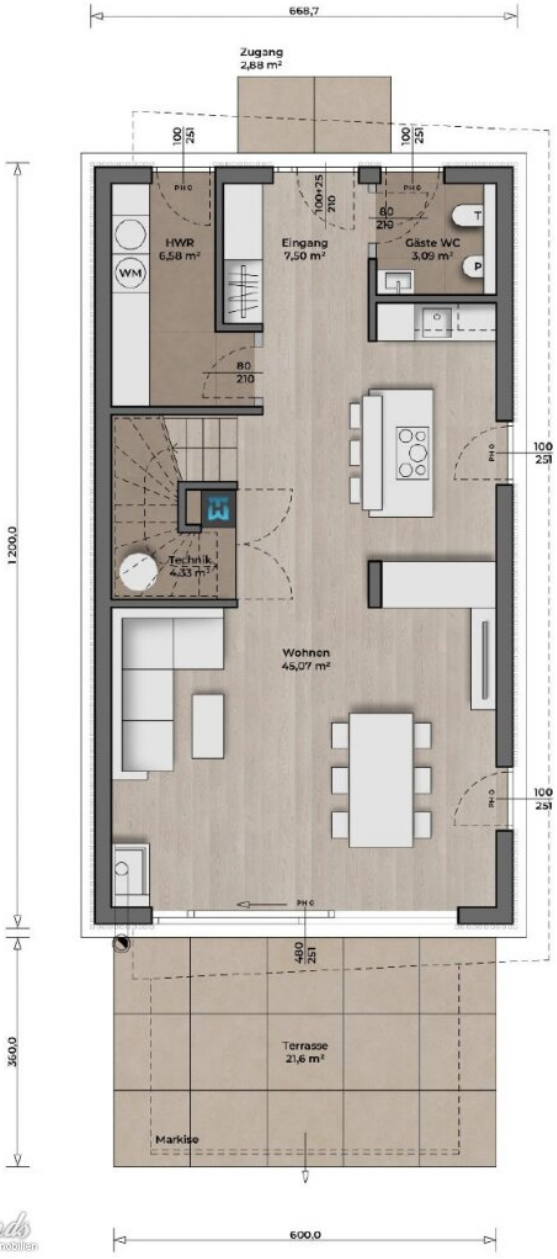 668,7
Zugang
2,88 m²
100
251
100
251
PH 0
100+25
210
PH 0
80
210
T
HWR
6,58 m²
Eingang
7,50 m²
Gäste WC
3,09 m²
P
WM
80
210
PH 0
100
251
1200,0
Technik
4,33 m²
Wohnen
45,07 m²
PH 0
100
251
PH 0
480
251
360,0
Terrasse
21,6 m²
Markise
600,0